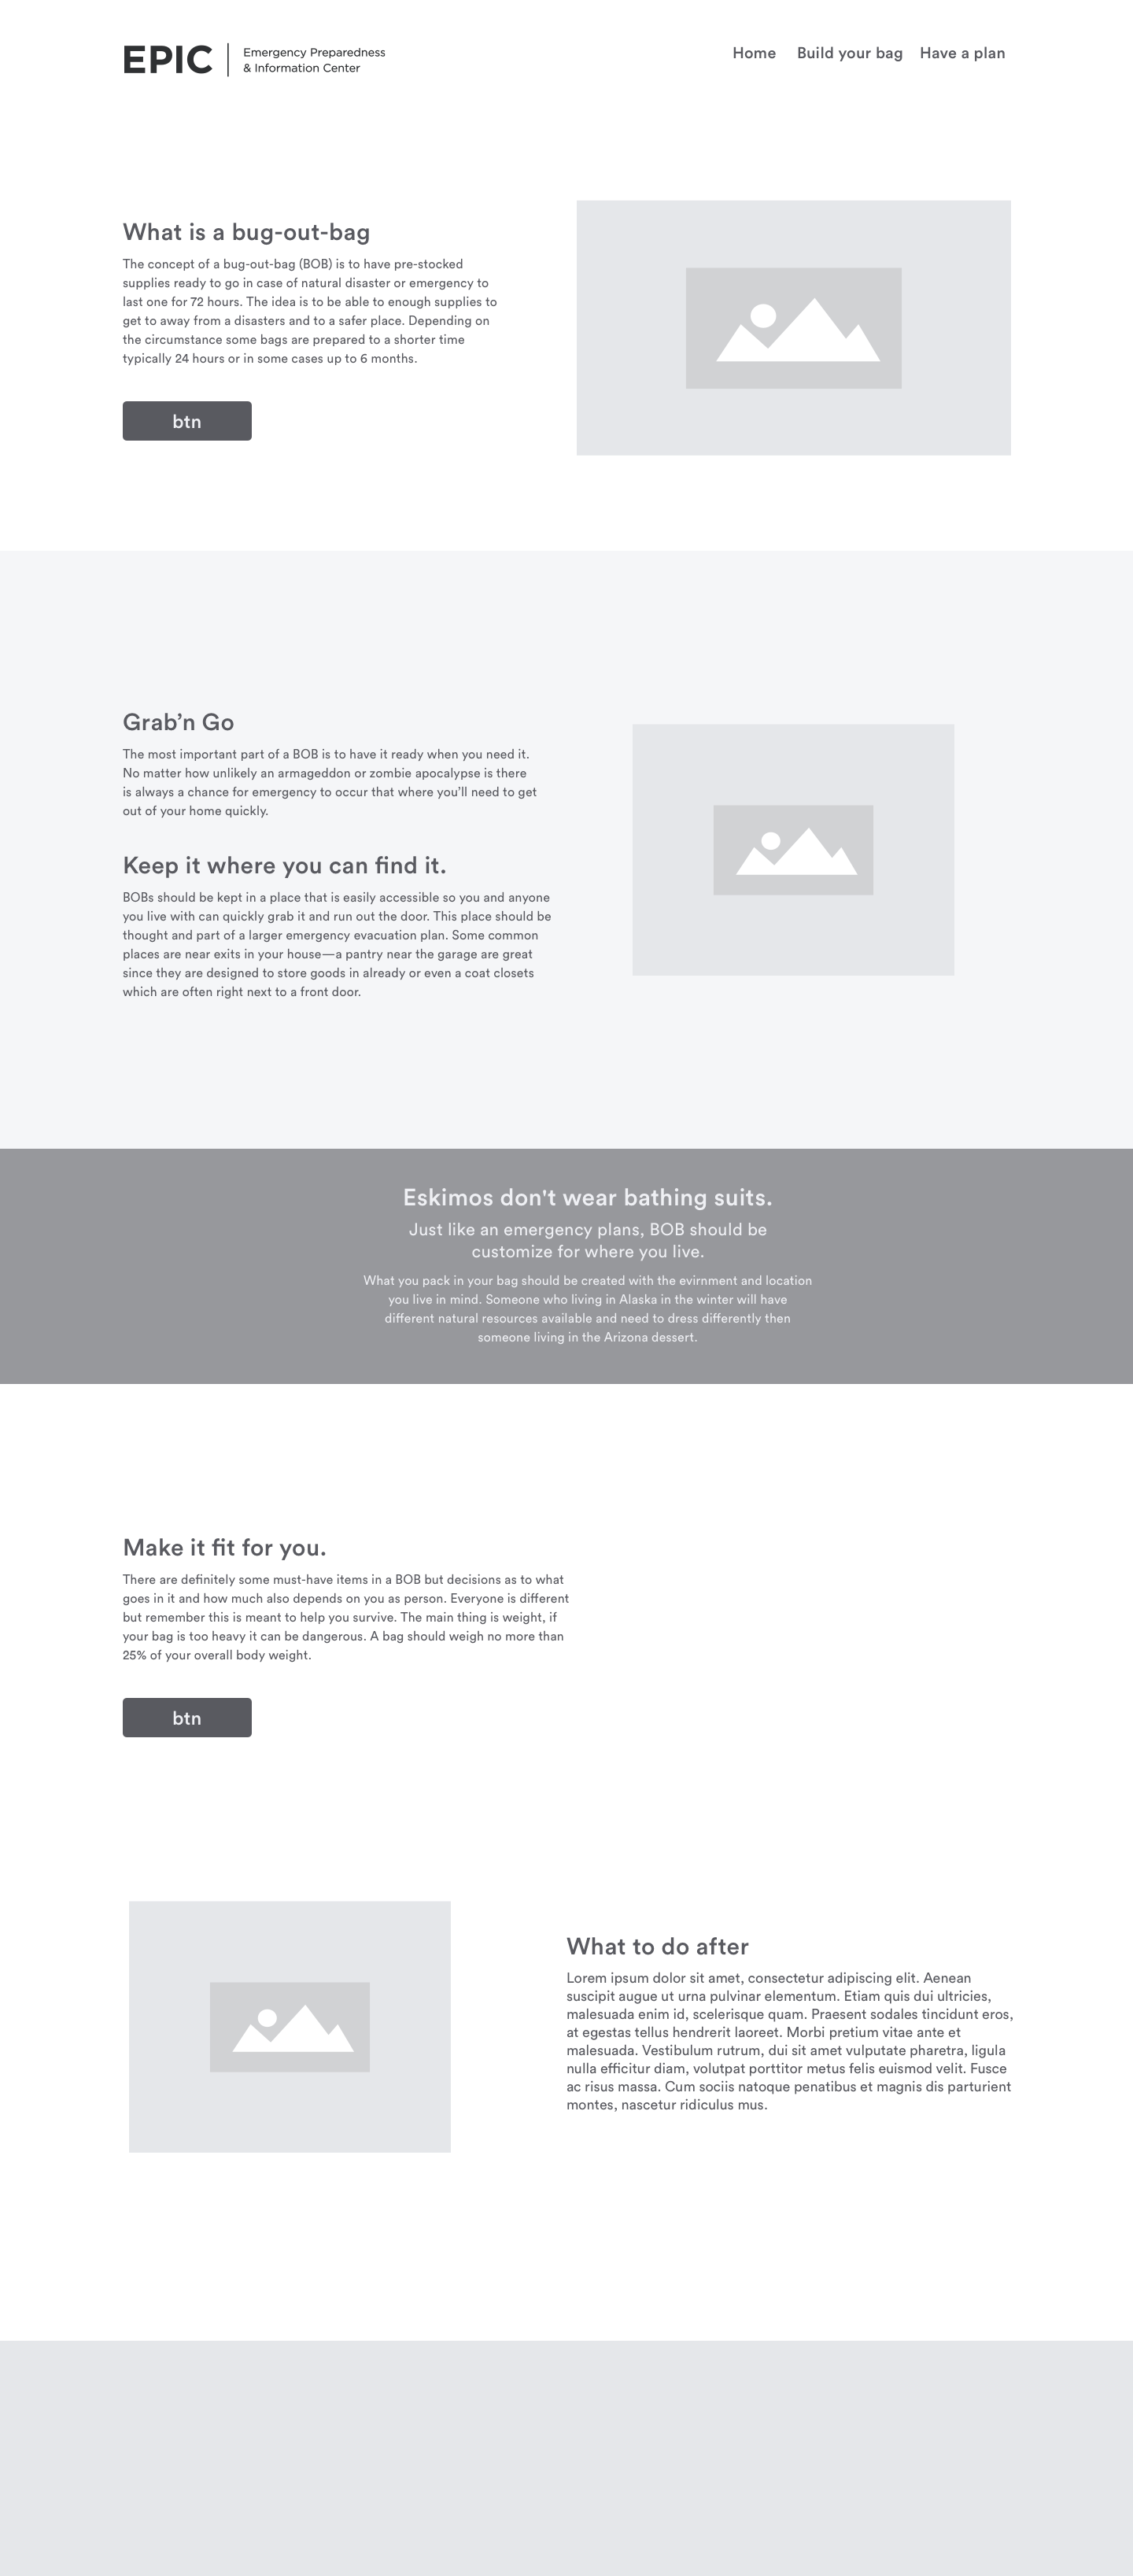 EPIC
Emergency Preparedness
& Information Center
Home
Build your bag
Have a plan
What is a bug-out-bag
The concept of a bug-out-bag (BOB) is to have pre-stocked
supplies ready to go in case of natural disaster or emergency to
last one for 72 hours. The idea is to be able to enough supplies to
get to away from a disasters and to a safer place. Depending on
the circumstance some bags are prepared to a shorter time
typically 24 hours or in some cases up to 6 months.
btn
Grab’n Go
The most important part of a BOB is to have it ready when you need it.
No matter how unlikely an armageddon or zombie apocalypse is there
is always a chance for emergency to occur that where you’ll need to get
out of your home quickly.
Keep it where you can find it.
BOBs should be kept in a place that is easily accessible so you and anyone
you live with can quickly grab it and run out the door. This place should be
thought and part of a larger emergency evacuation plan. Some common
places are near exits in your house—a pantry near the garage are great
since they are designed to store goods in already or even a coat closets
which are often right next to a front door.
Eskimos don't wear bathing suits.
Just like an emergency plans, BOB should be
customize for where you live.
What you pack in your bag should be created with the evirnment and location
you live in mind. Someone who living in Alaska in the winter will have
different natural resources available and need to dress differently then
someone living in the Arizona dessert.
Make it fit for you.
There are definitely some must-have items in a BOB but decisions as to what
goes in it and how much also depends on you as person. Everyone is different
but remember this is meant to help you survive. The main thing is weight, if
your bag is too heavy it can be dangerous. A bag should weigh no more than
25% of your overall body weight.
btn
What to do after
Lorem ipsum dolor sit amet, consectetur adipiscing elit. Aenean
suscipit augue ut urna pulvinar elementum. Etiam quis dui ultricies,
malesuada enim id, scelerisque quam. Praesent sodales tincidunt eros,
at egestas tellus hendrerit laoreet. Morbi pretium vitae ante et
malesuada. Vestibulum rutrum, dui sit amet vulputate pharetra, ligula
nulla efficitur diam, volutpat porttitor metus felis euismod velit. Fusce
ac risus massa. Cum sociis natoque penatibus et magnis dis parturient
montes, nascetur ridiculus mus.